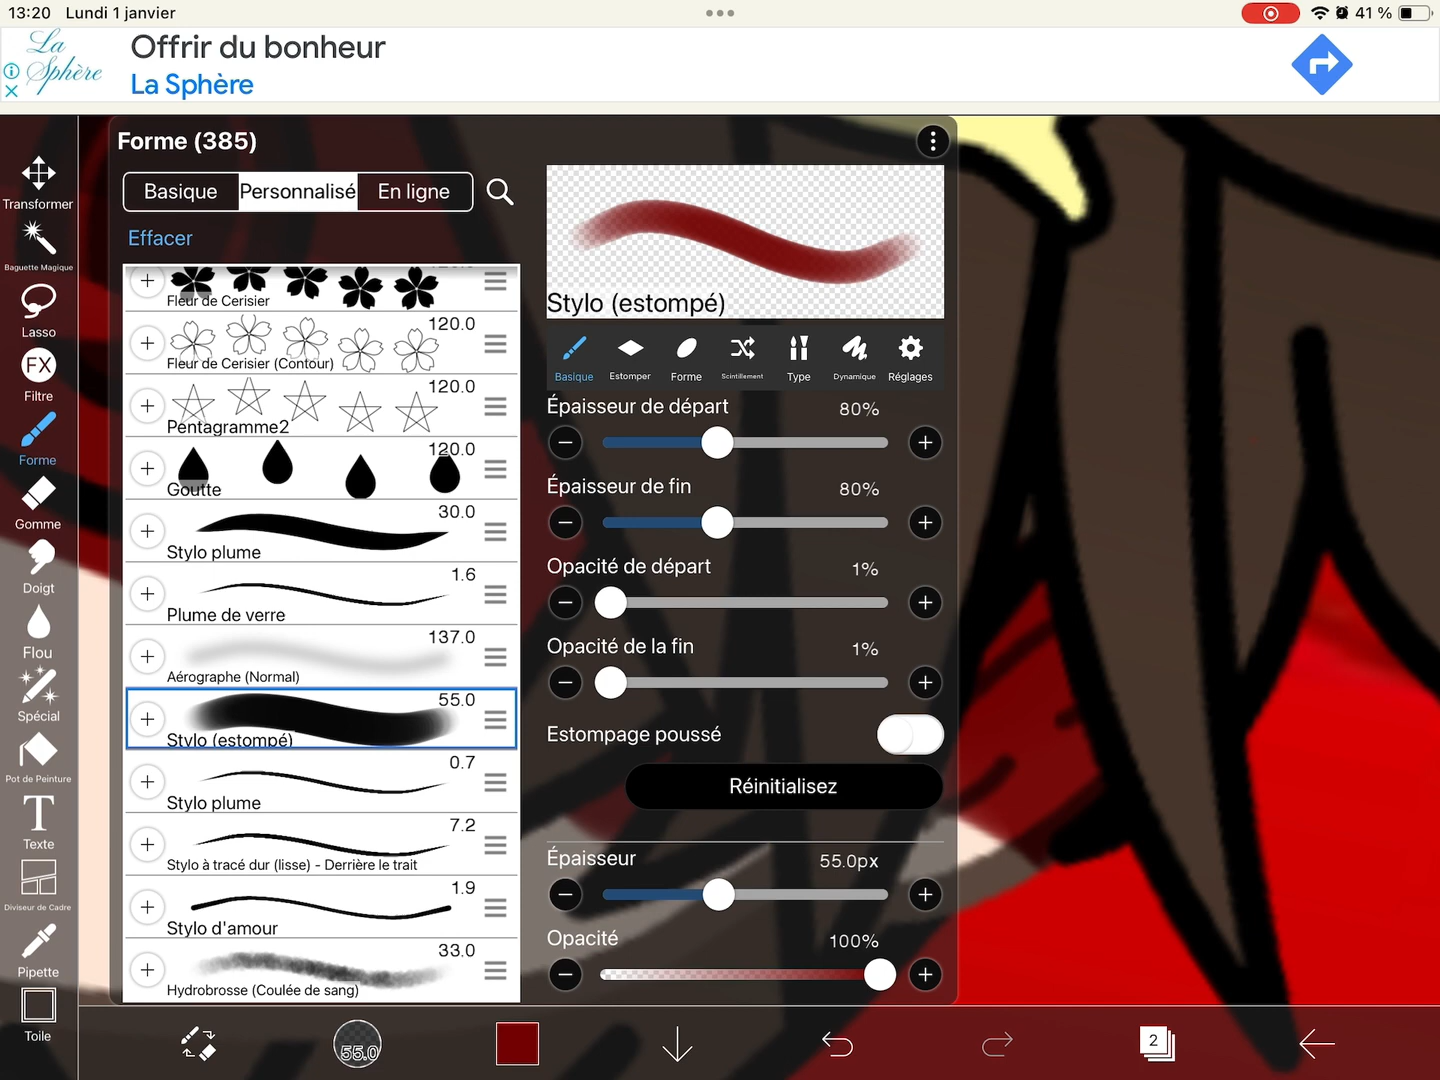 13:20 Lundi 1 janvier
41 %
La Sphère
Offrir du bonheur
La Sphère
Forme (385)
Basique
Personnalisé
En ligne
Effacer
Fleur de Cerisier
120.0
Fleur de Cerisier (Contour)
120.0
Pentagramme2
120.0
Goutte
30.0
Stylo plume
1.6
Plume de verre
137.0
Aérographe (Normal)
55.0
Stylo (estompé)
0.7
Stylo plume
7.2
Stylo à tracé dur (lisse) - Derrière le trait
1.9
Stylo d'amour
33.0
Hydrobrosse (Coulée de sang)
Stylo (estompé)
Basique
Estomper
Forme
Scintillement
Type
Dynamique
Réglages
Épaisseur de départ 80%
Épaisseur de fin 80%
Opacité de départ 1%
Opacité de la fin 1%
Estompage poussé
Réinitialisez
Épaisseur 55.0px
Opacité 100%
Transformer
Baguette Magique
Lasso
FX
Filtre
Forme
Gomme
Doigt
Flou
Spécial
Pot de Peinture
T
Texte
Diviseur de Cadre
Pipette
Toile
55.0
2